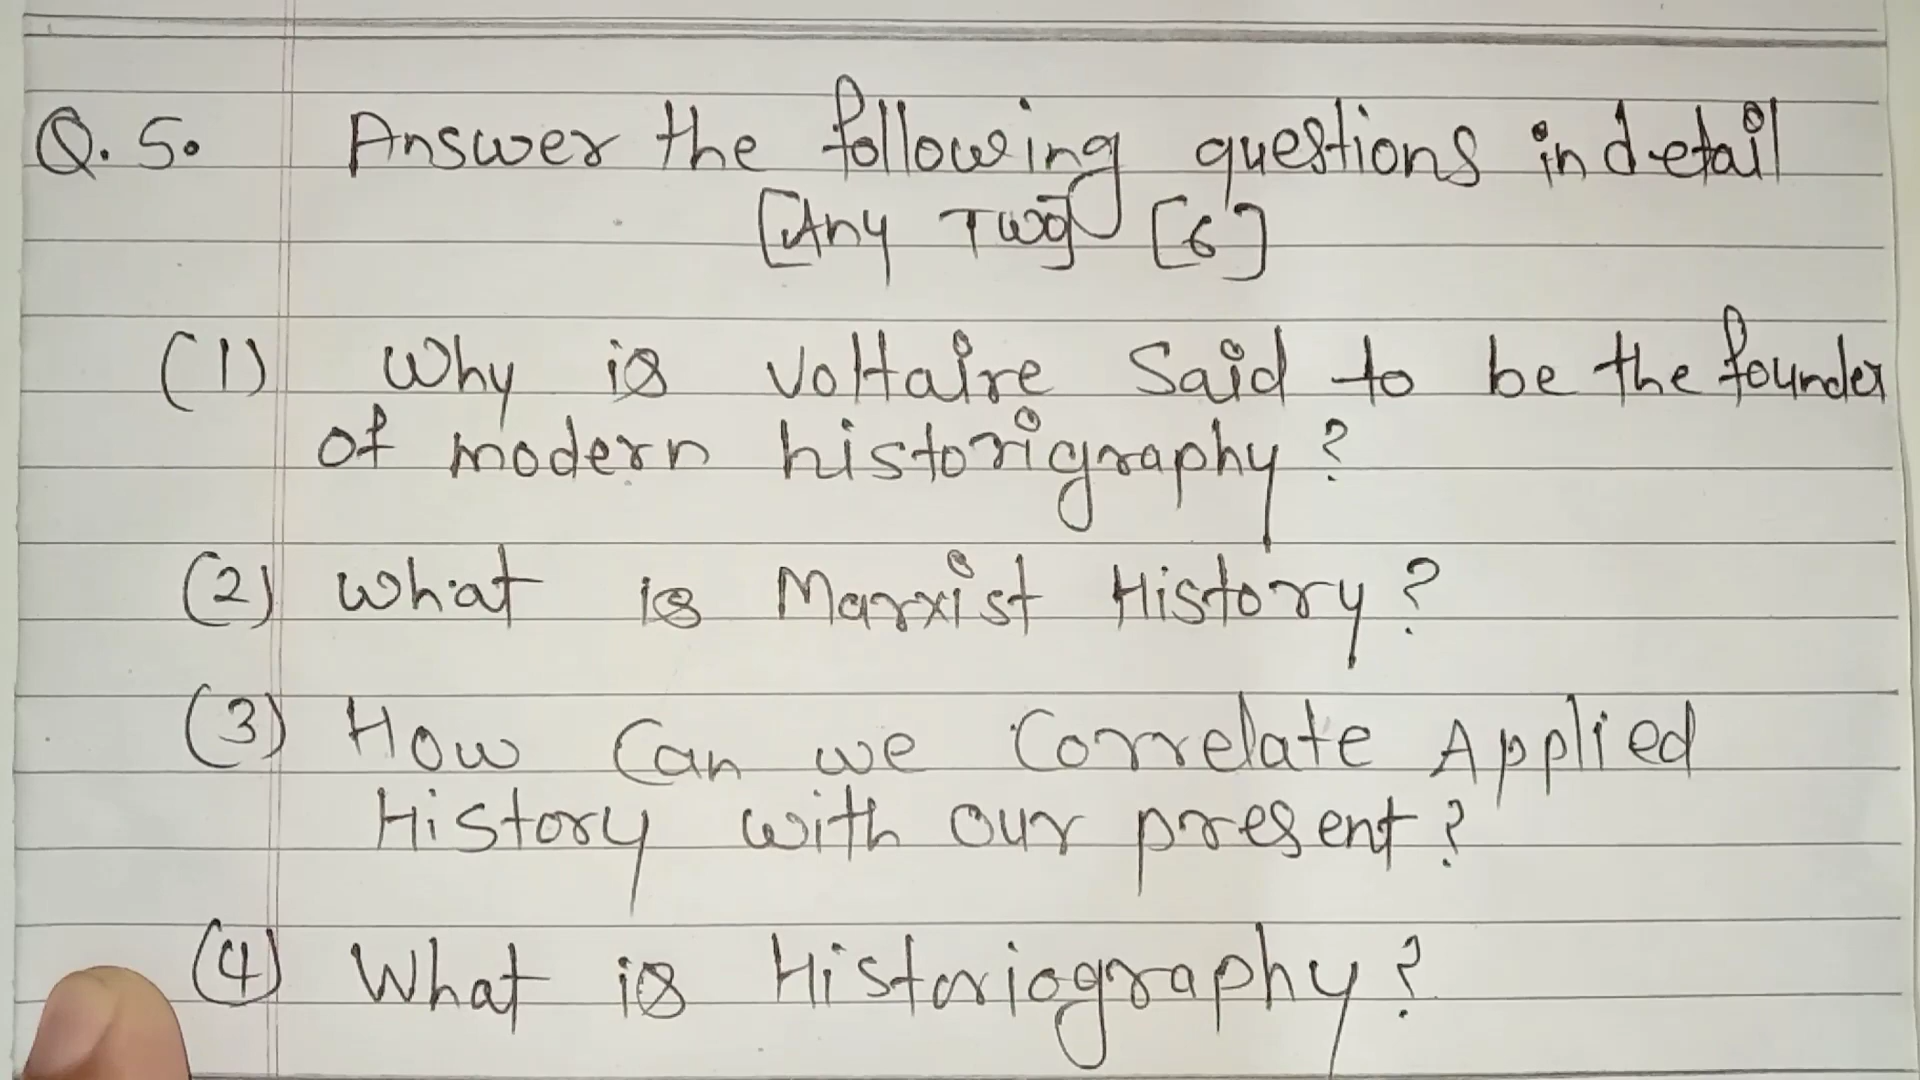 Q. 5. Answer the following questions in detail
[Any Two] [6]
(1) Why is Voltaire Said to be the founder
of modern historigraphy?
(2) What is Marxist History?
(3) How Can we Correlate Applied
History with our present?
(4) What is Historiography?